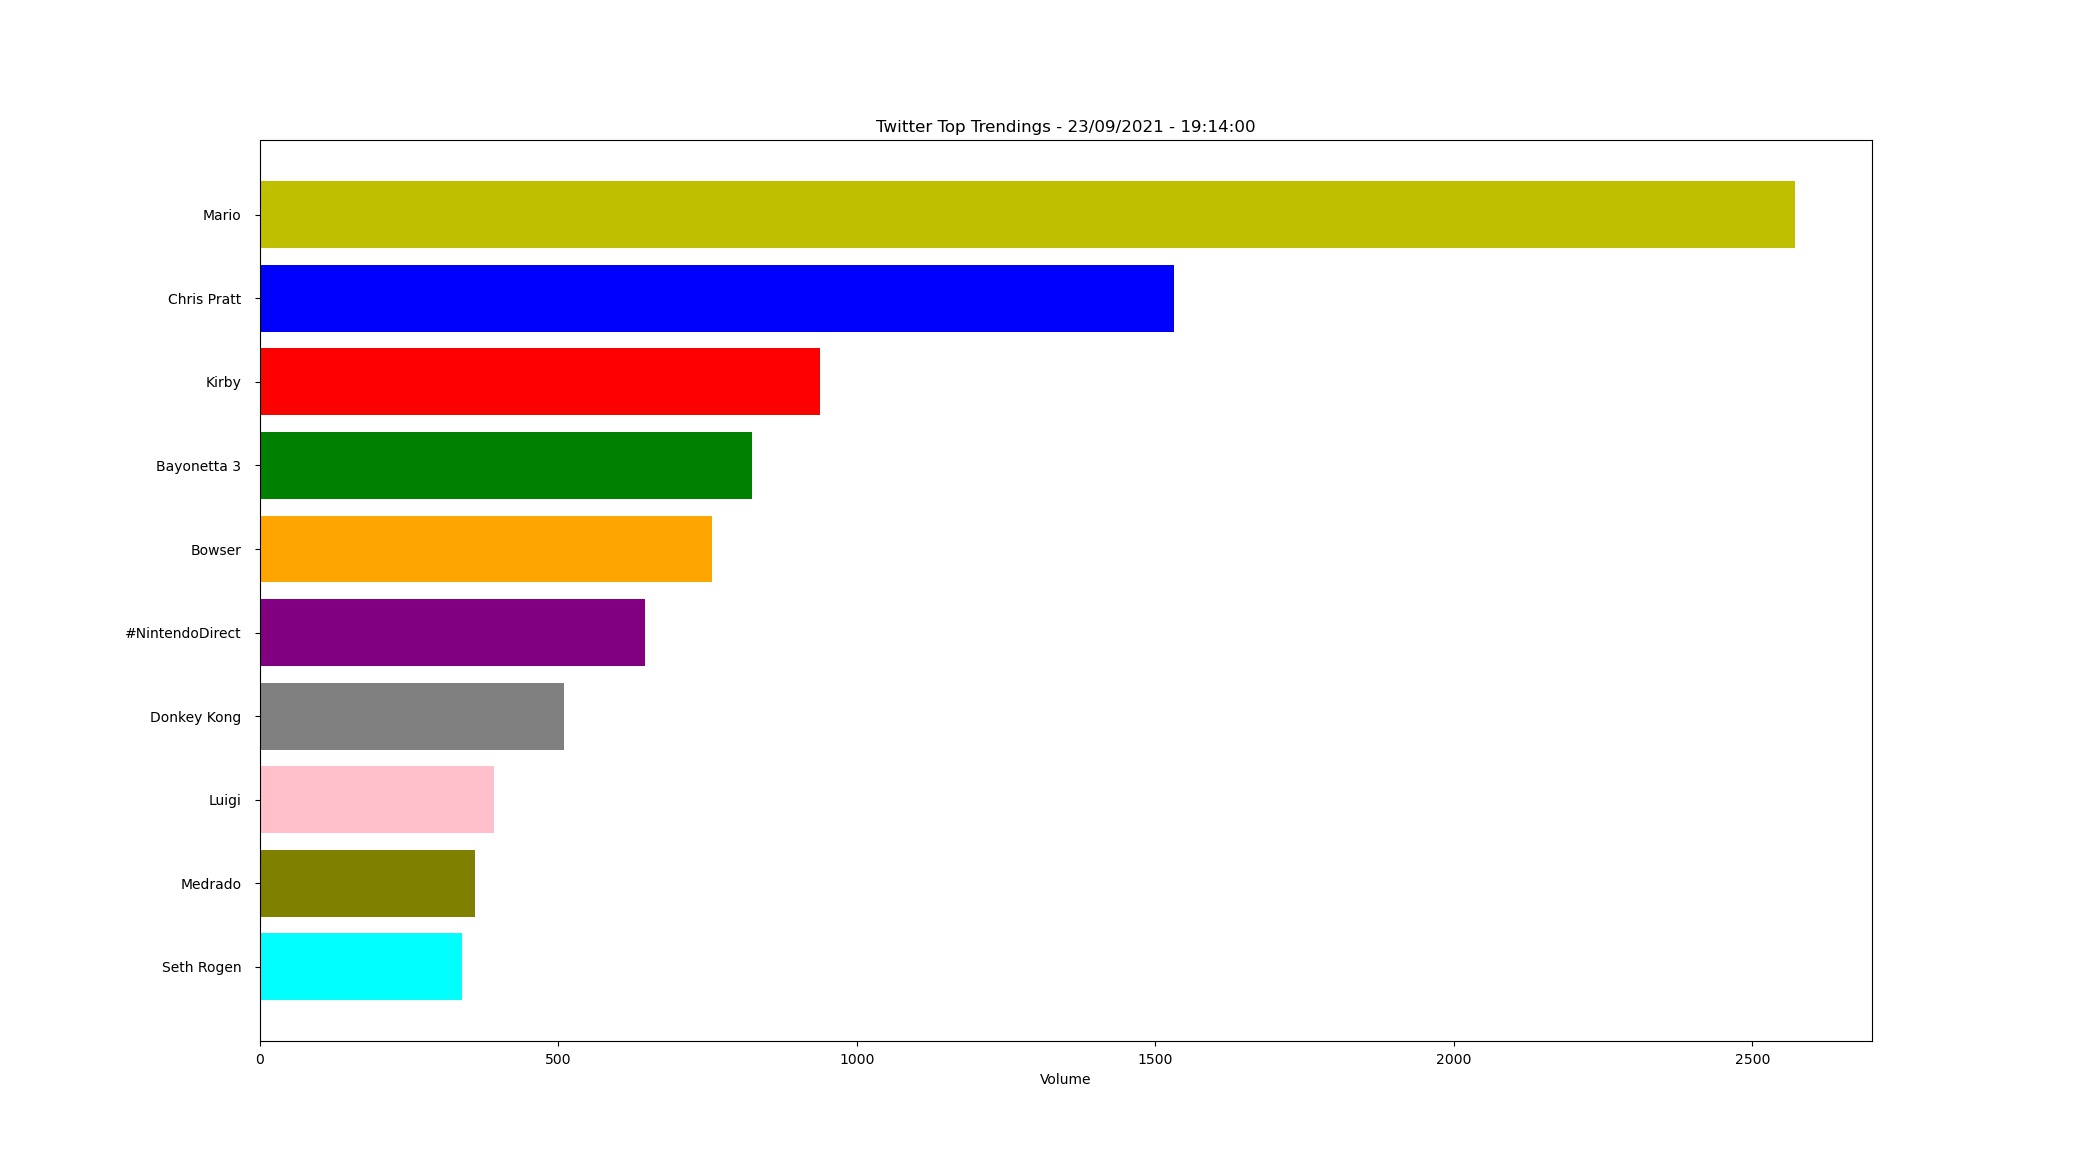 Twitter Top Trendings - 23/09/2021 - 19:14:00
Mario
Chris Pratt
Kirby
Bayonetta 3
Bowser
#NintendoDirect
Donkey Kong
Luigi
Medrado
Seth Rogen
0 500 1000 1500 2000 2500
Volume